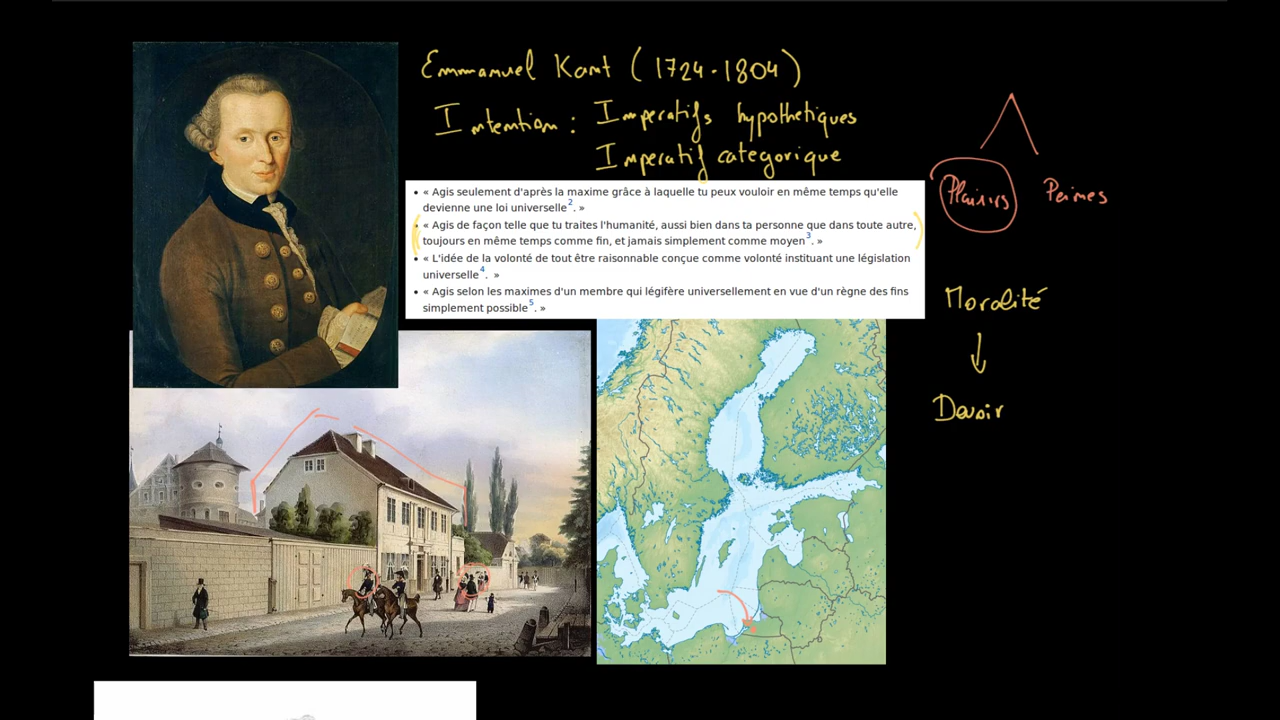 Emmanuel Kant (1724-1804)
Intention : Imperatifs hypothetiques
Imperatif categorique
• « Agis seulement d'après la maxime grâce à laquelle tu peux vouloir en même temps qu'elle
devienne une loi universelle2. »
• « Agis de façon telle que tu traites l'humanité, aussi bien dans ta personne que dans toute autre,
toujours en même temps comme fin, et jamais simplement comme moyen3. »
• « L'idée de la volonté de tout être raisonnable conçue comme volonté instituant une législation
universelle4. »
• « Agis selon les maximes d'un membre qui légifère universellement en vue d'un règne des fins
simplement possible5. »
Plaisirs Peines
Moralité
Devoir